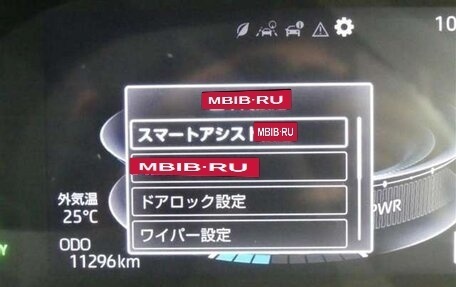 10
MBIB·RU
スマートアシスト MBIB·RU
MBIB·RU
ドアロック設定
ワイパー設定
外気温
25℃
PWR
ODO
11296km